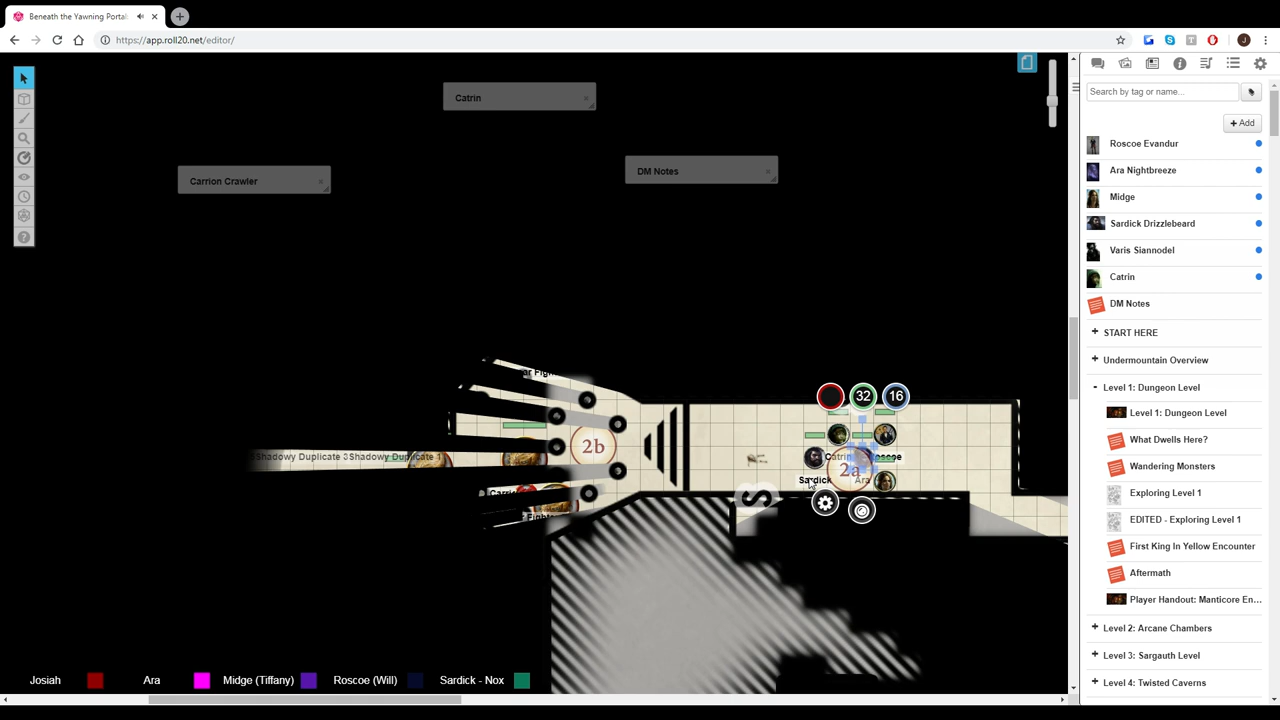 Beneath the Yawning Porta
https://app.roll20.net/editor/
J
Catrin
Carrion Crawler
DM Notes
Search by tag or name...
+ Add
Roscoe Evandur
Ara Nightbreeze
Midge
Sardick Drizzlebeard
Varis Siannodel
Catrin
DM Notes
+ START HERE
+ Undermountain Overview
- Level 1: Dungeon Level
Level 1: Dungeon Level
What Dwells Here?
Wandering Monsters
Exploring Level 1
EDITED - Exploring Level 1
First King In Yellow Encounter
Aftermath
Player Handout: Manticore En...
+ Level 2: Arcane Chambers
+ Level 3: Sargauth Level
+ Level 4: Twisted Caverns
32 16
2b
Shadowy Duplicate 3 Shadowy Duplicate 1
Catrin
2a
Sardick
Ara
S
Josiah
Ara
Midge (Tiffany)
Roscoe (Will)
Sardick - Nox